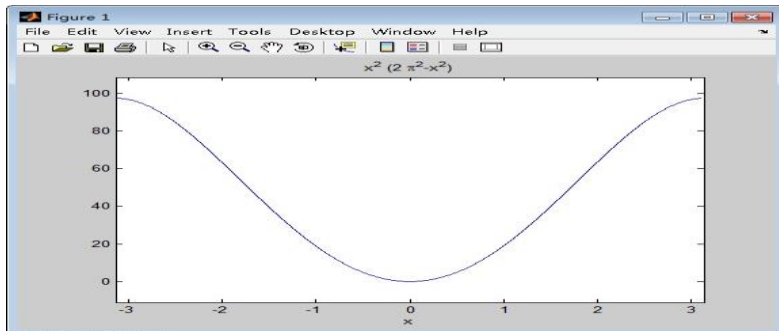 Figure 1
File Edit View Insert Tools Desktop Window Help
x² (2 π²-x²)
100
80
60
40
20
0
-3 -2 -1 0 1 2 3
x